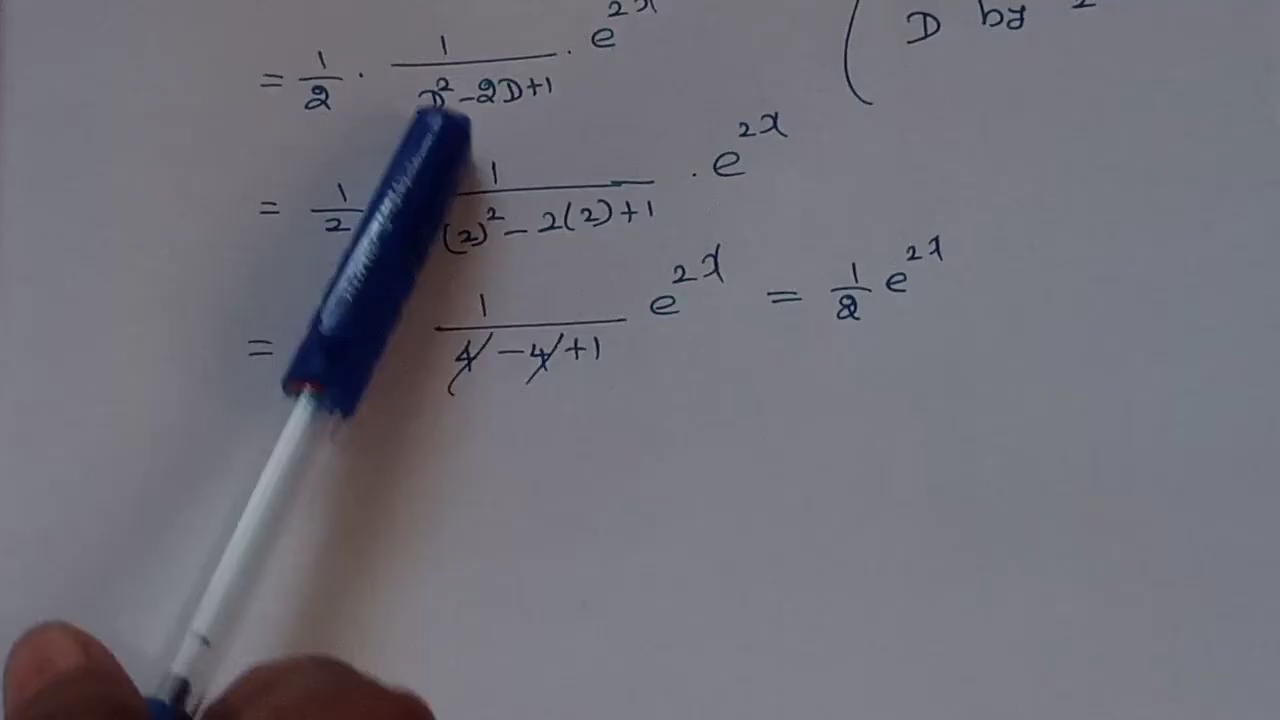 = 1/2 · 1/(D² - 2D + 1) · e^(2x) ( D by
= 1/2 1/((2)² - 2(2) + 1) · e^(2x)
= 1/(4 - 4 + 1) e^(2x) = 1/2 e^(2x)